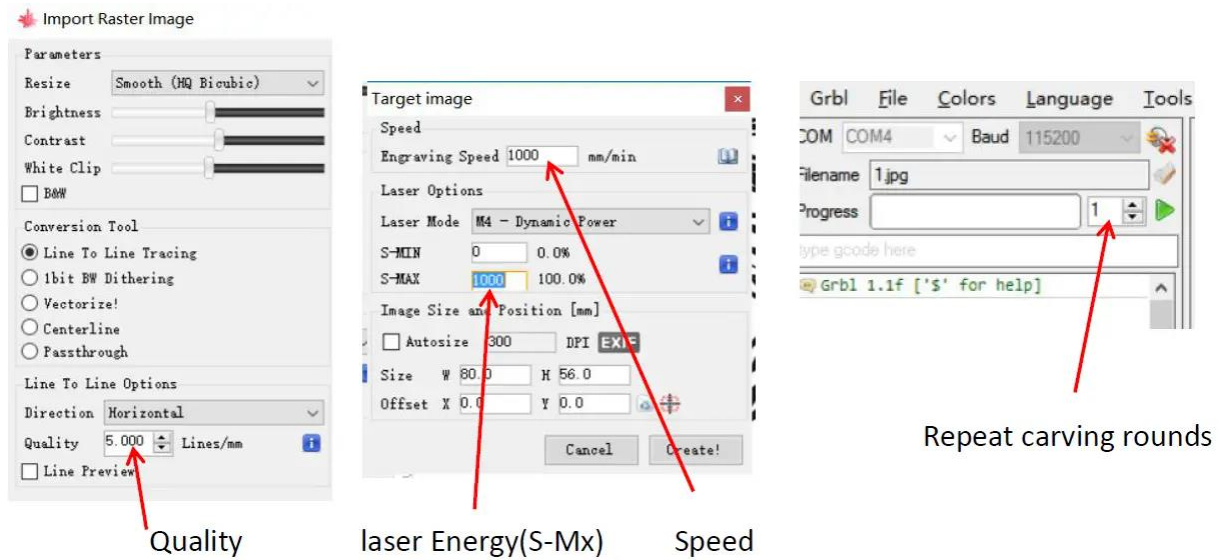 Import Raster Image
Parameters
Resize Smooth (HQ Bicubic)
Brightness
Contrast
White Clip
B&W
Conversion Tool
Line To Line Tracing
1bit BW Dithering
Vectorize!
Centerline
Passthrough
Line To Line Options
Direction Horizontal
Quality 5.000 Lines/mm
Line Preview
Quality
Target image
Speed
Engraving Speed 1000 mm/min
Laser Options
Laser Mode M4 - Dynamic Power
S-MIN 0 0.0%
S-MAX 1000 100.0%
Image Size and Position [mm]
Autosize 300 DPI EXIF
Size W 80.0 H 56.0
Offset X 0.0 Y 0.0
Cancel Create!
laser Energy(S-Mx) Speed
Grbl File Colors Language Tools
COM COM4 Baud 115200
Filename 1.jpg
Progress 1
type gcode here
Grbl 1.1f ['$' for help]
Repeat carving rounds